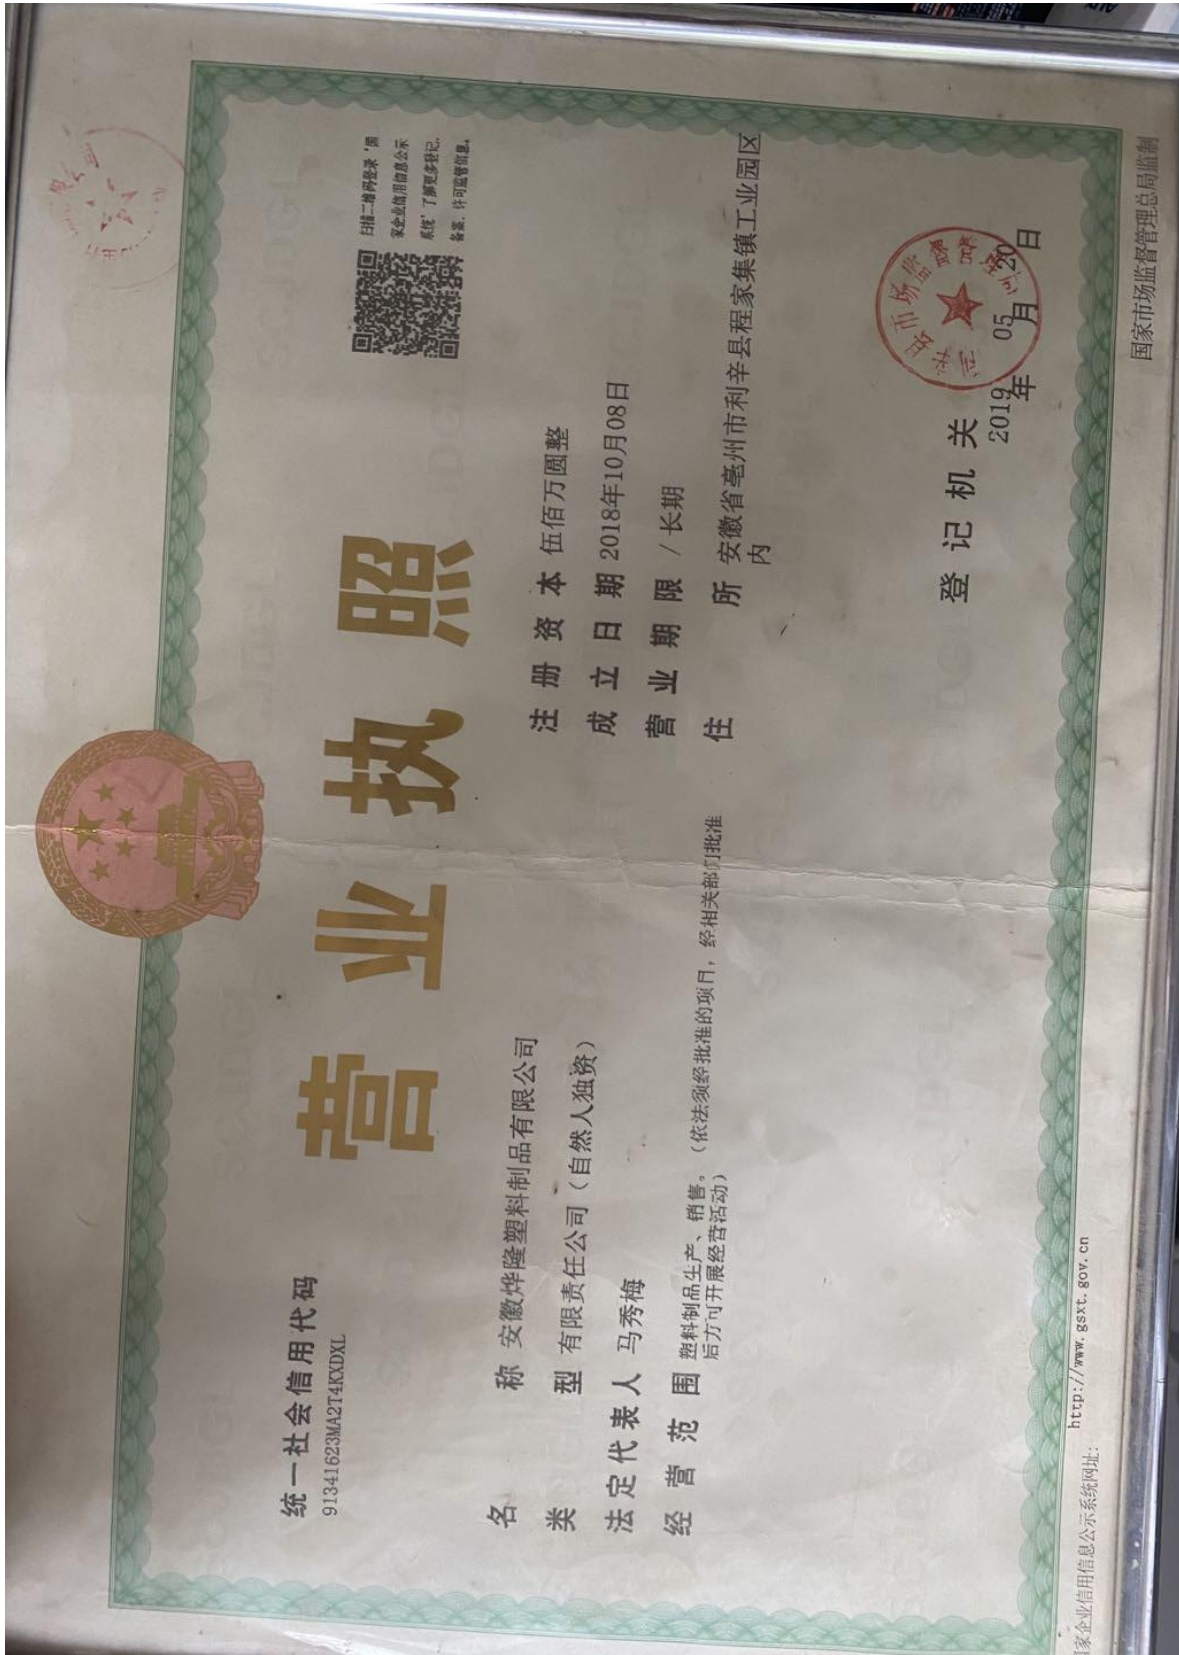 统一社会信用代码
91341623MA2T4KXDXL
营业执照
扫描二维码登录‘国
家企业信用信息公示
系统’了解更多登记、
备案、许可监管信息。
名称 安徽烨隆塑料制品有限公司
类型 有限责任公司（自然人独资）
法定代表人 马秀梅
经营范围 塑料制品生产、销售。（依法须经批准的项目，经相关部门批准
后方可开展经营活动）
注册资本 伍佰万圆整
成立日期 2018年10月08日
营业期限 / 长期
住所 安徽省亳州市利辛县程家集镇工业园区
内
登记机关
2019年05月20日
家企业信用信息公示系统网址： http://www.gsxt.gov.cn
国家市场监督管理总局监制